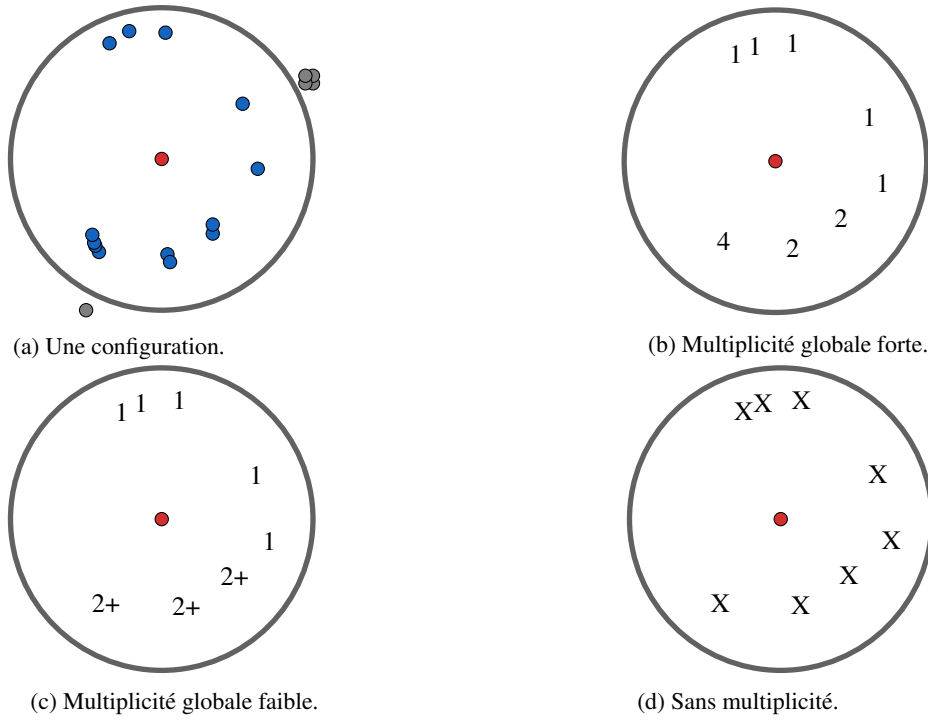 1 1 1
1
1
2
4 2
(a) Une configuration.
(b) Multiplicité globale forte.
1 1 1
1
1
2+
2+ 2+
X X X
X
X
X
X X
(c) Multiplicité globale faible.
(d) Sans multiplicité.